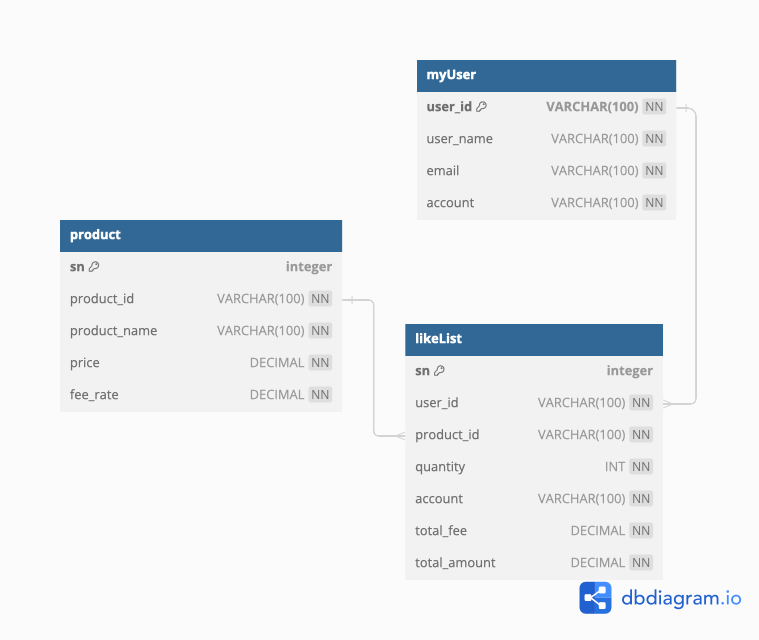 myUser
user_id VARCHAR(100) NN
user_name VARCHAR(100) NN
email VARCHAR(100) NN
account VARCHAR(100) NN
product
sn integer
product_id VARCHAR(100) NN
product_name VARCHAR(100) NN
price DECIMAL NN
fee_rate DECIMAL NN
likeList
sn integer
user_id VARCHAR(100) NN
product_id VARCHAR(100) NN
quantity INT NN
account VARCHAR(100) NN
total_fee DECIMAL NN
total_amount DECIMAL NN
dbdiagram.io